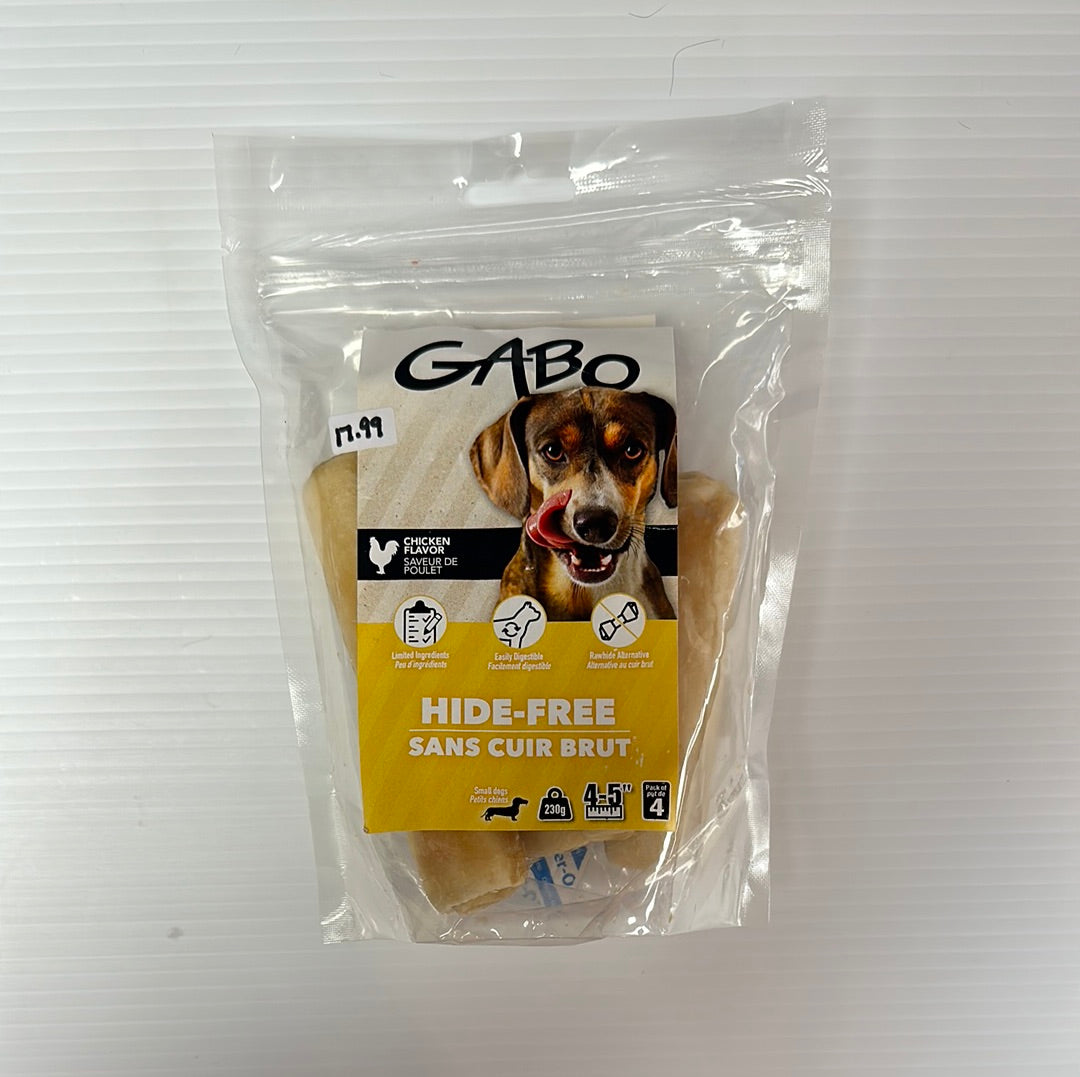 GABO
17.99
CHICKEN
FLAVOR
SAVEUR DE
POULET
Limited Ingredients
Peu d'ingrédients
Easily Digestible
Facilement digestible
Rawhide Alternative
Alternative au cuir brut
HIDE-FREE
SANS CUIR BRUT
Small dogs
Petits chiens
230g
4-5"
Pack of
pqt de
4